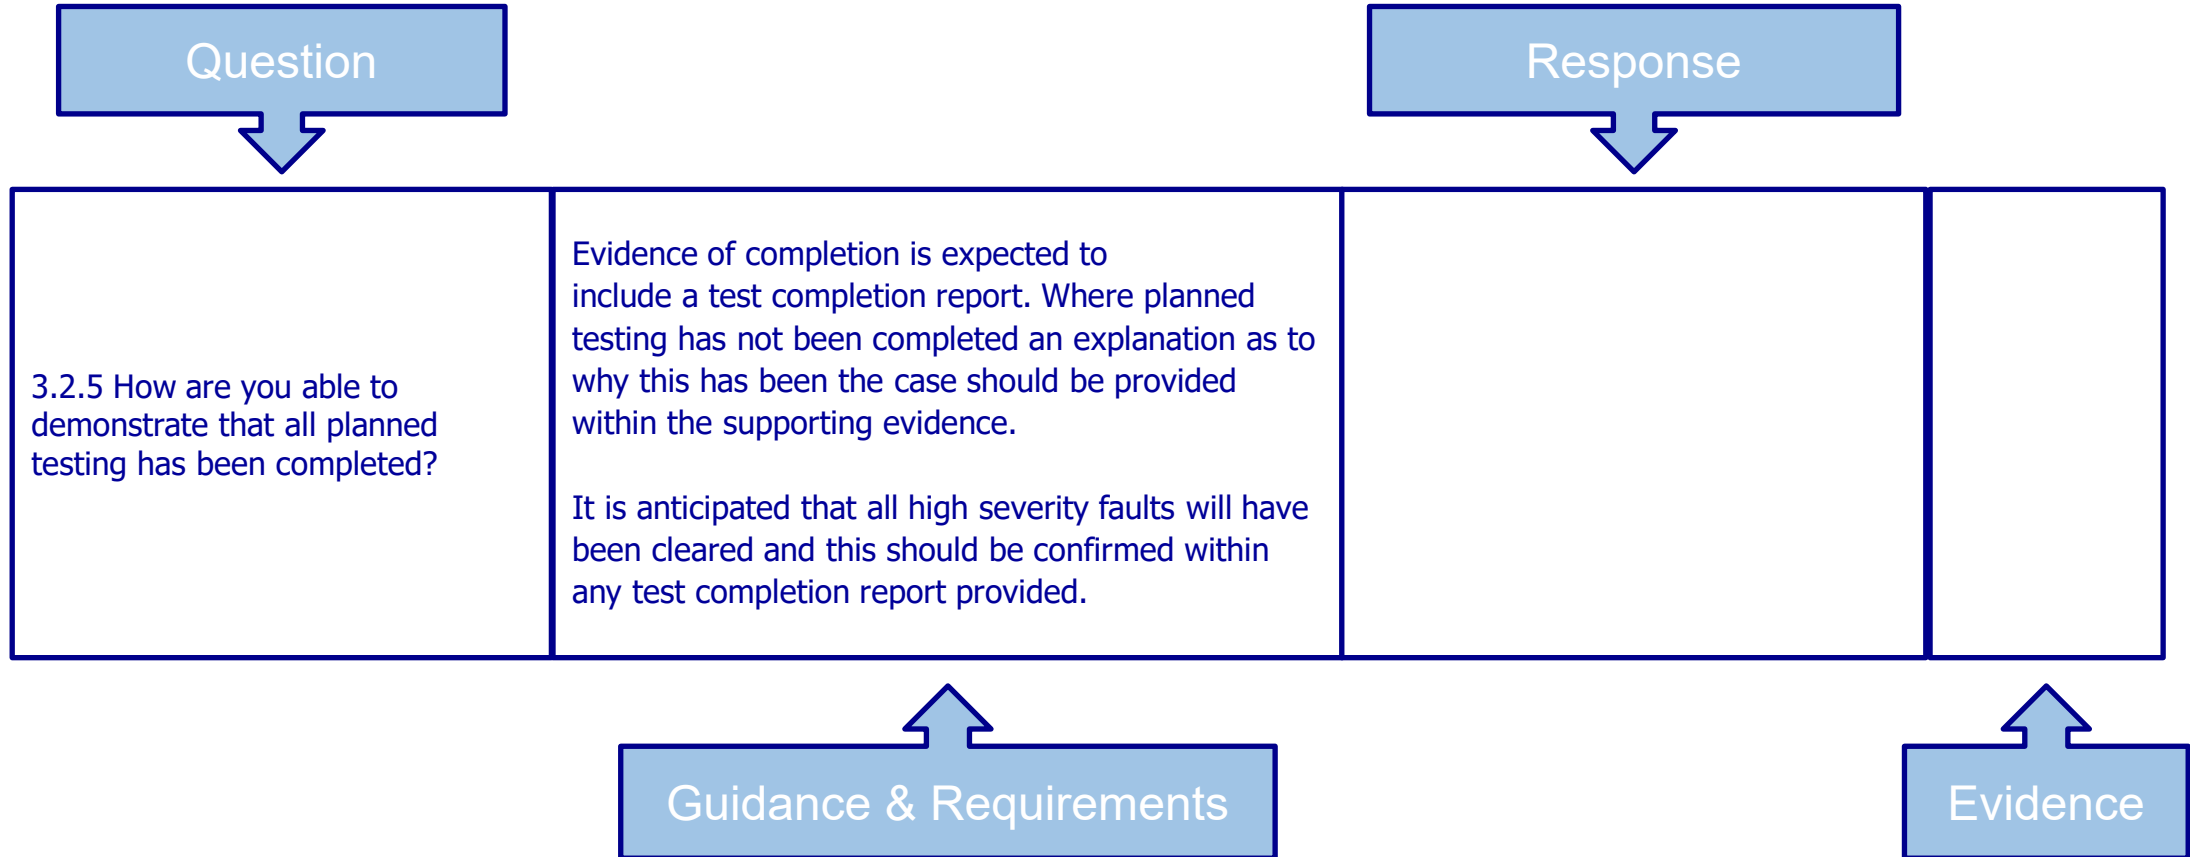 Question
Response
3.2.5 How are you able to
demonstrate that all planned
testing has been completed?
Evidence of completion is expected to
include a test completion report. Where planned
testing has not been completed an explanation as to
why this has been the case should be provided
within the supporting evidence.
It is anticipated that all high severity faults will have
been cleared and this should be confirmed within
any test completion report provided.
Guidance & Requirements
Evidence